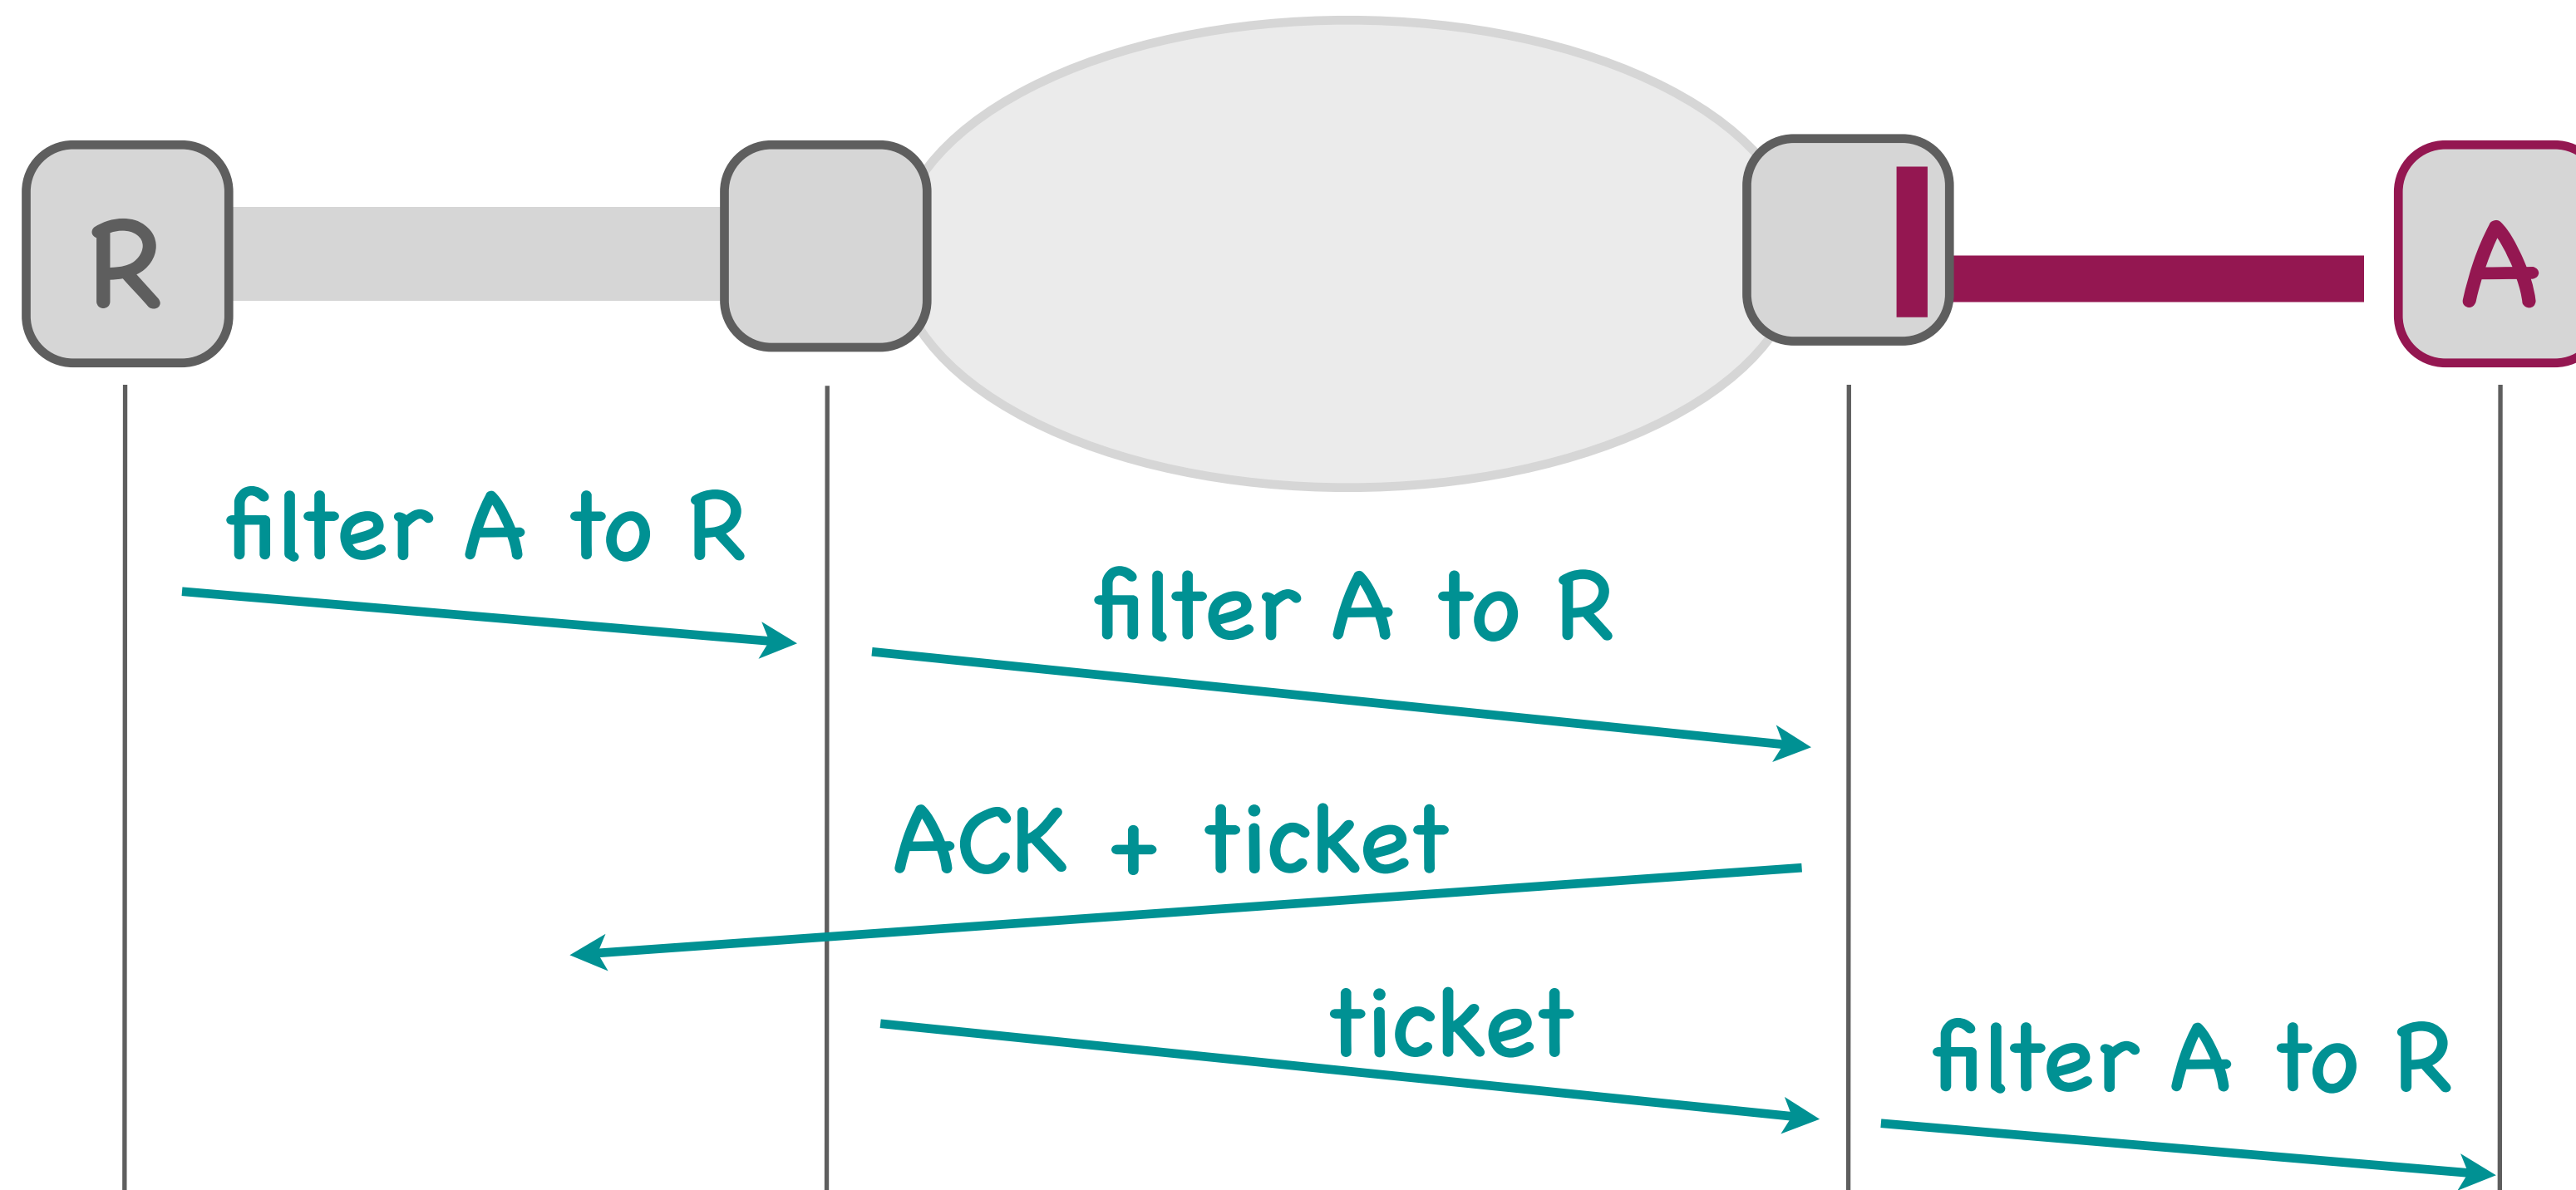 R
A
filter A to R
filter A to R
ACK + ticket
ticket
filter A to R